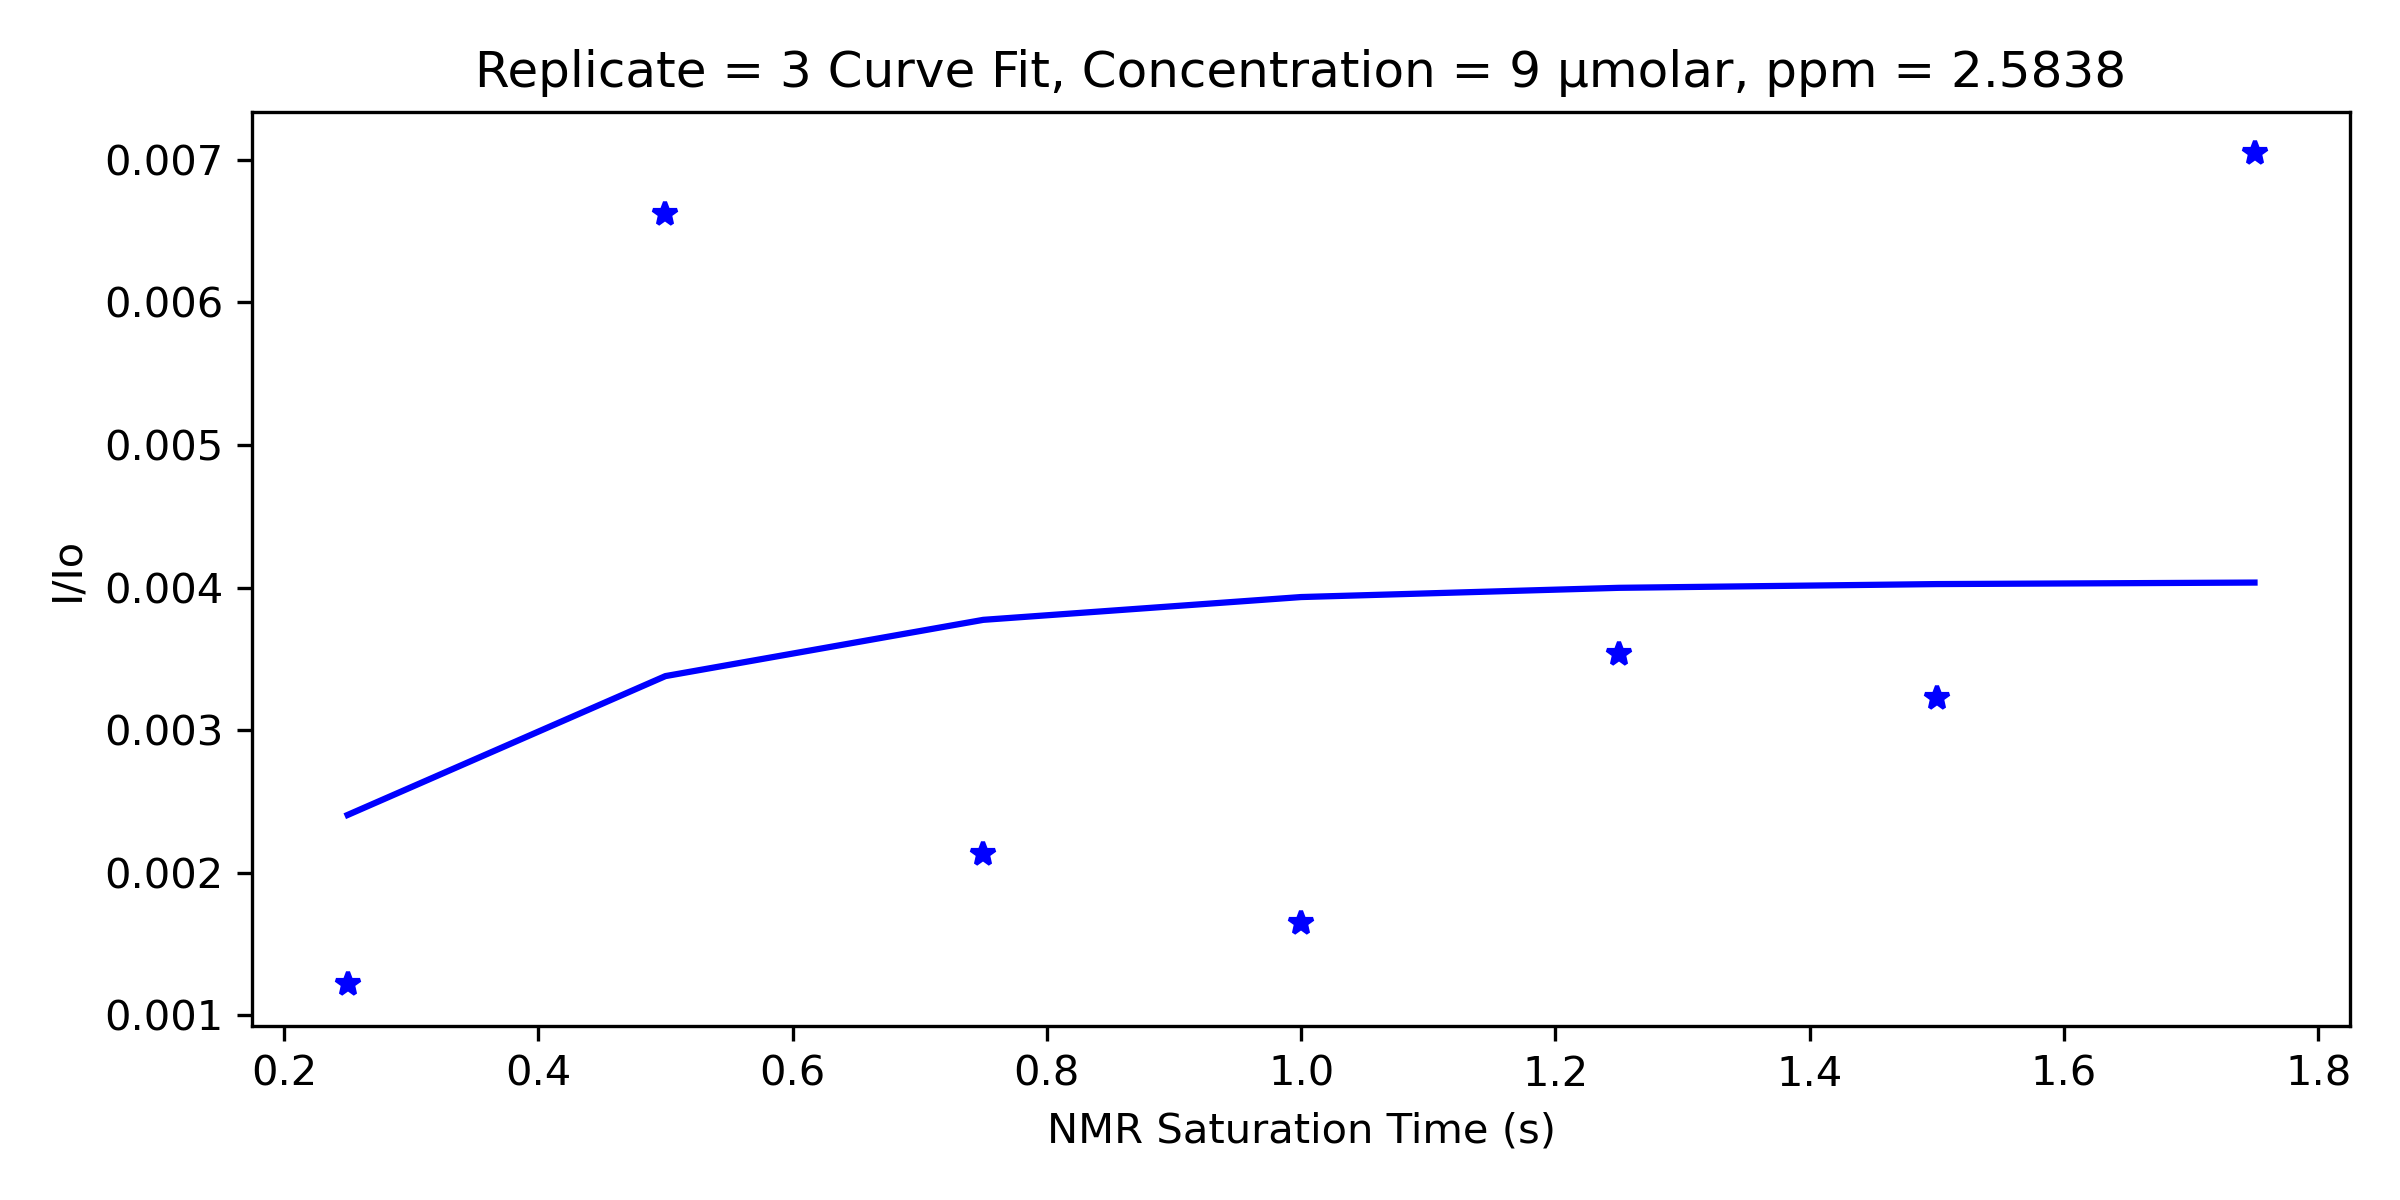 Replicate = 3 Curve Fit, Concentration = 9 μmolar, ppm = 2.5838
0.007
0.006
0.005
0.004
0.003
0.002
0.001
I/Io
0.2 0.4 0.6 0.8 1.0 1.2 1.4 1.6 1.8
NMR Saturation Time (s)